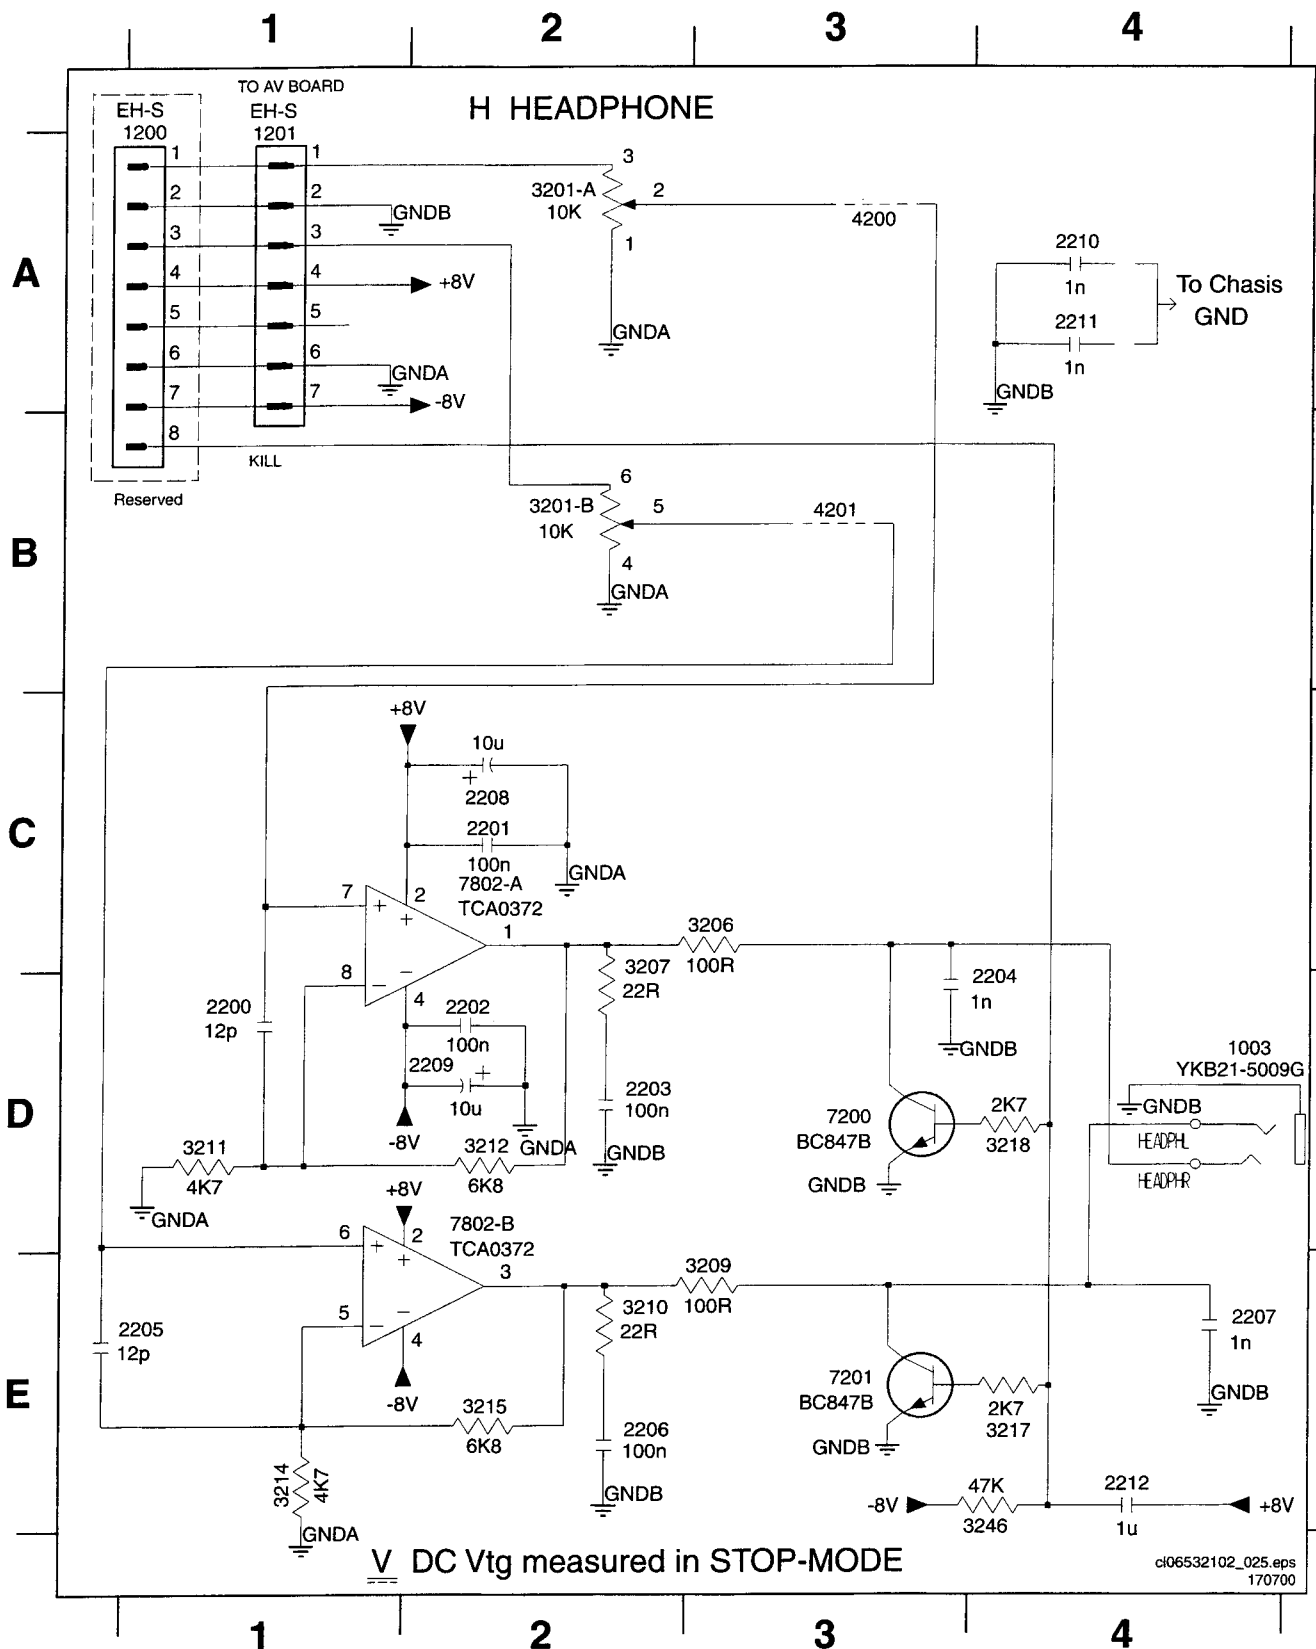 1 2 3 4
TO AV BOARD
EH-S EH-S
1200 1201
H HEADPHONE
1 1
2 2
3 3
4 4
5 5
6 6
7 7
8
GNDB
+8V
GNDA
-8V
KILL
Reserved
3
3201-A 2
10K
1
GNDA
4200
2210
1n
2211
1n
To Chasis
GND
GNDB
A
6
3201-B 5
10K
4
GNDA
4201
B
+8V
10u
+
2208
2201
100n
GNDA
7802-A
TCA0372
7 + 2
+
1
8 − −
4
C
3206
100R
3207
22R
2204
1n
GNDB
2200
12p
2202
100n
2209 +
10u
-8V
GNDA
2203
100n
GNDB
7200
BC847B
GNDB
2K7
3218
1003
YKB21-5009G
GNDB
HEADPHL
HEADPHR
D
3211
4K7
GNDA
3212
6K8
+8V
7802-B
TCA0372
6 + 2
+
3
5 − −
4
-8V
3209
100R
3210
22R
2205
12p
3215
6K8
2206
100n
GNDB
7201
BC847B
GNDB
2K7
3217
2207
1n
GNDB
E
3214
4K7
GNDA
-8V
47K
3246
2212
1u
+8V
V DC Vtg measured in STOP-MODE
cl06532102_025.eps
170700
1 2 3 4